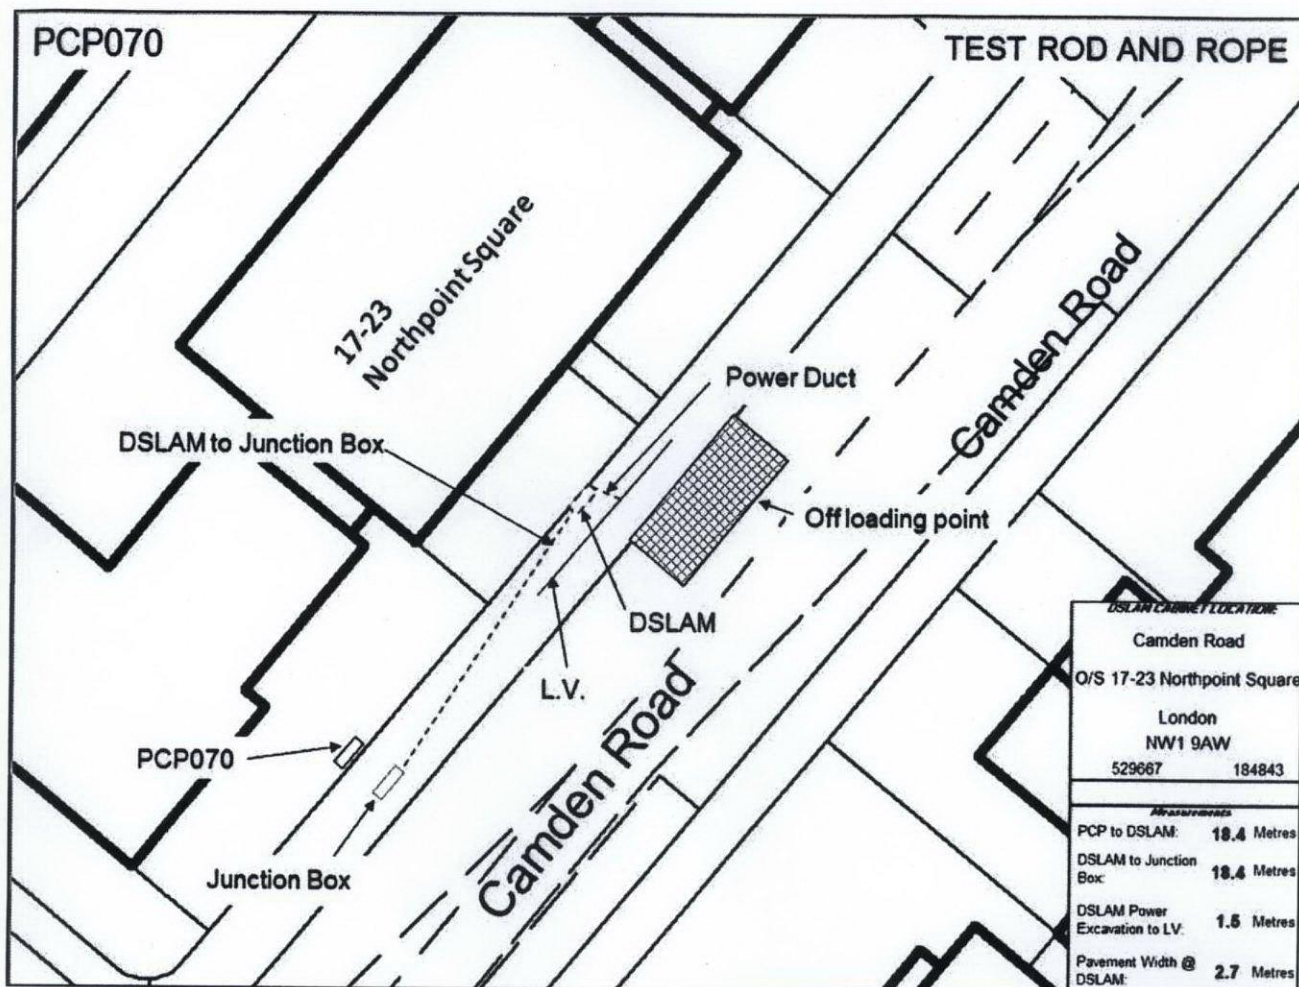 PCP070
TEST ROD AND ROPE
17-23
Northpoint Square
Camden Road
Power Duct
DSLAM to Junction Box
Off loading point
DSLAM
L.V.
PCP070
Junction Box
Camden Road
DSLAM CABINET LOCATION:
Camden Road
O/S 17-23 Northpoint Square
London
NW1 9AW
529667 184843
Measurements
PCP to DSLAM: 18.4 Metres
DSLAM to Junction
Box: 18.4 Metres
DSLAM Power
Excavation to LV: 1.5 Metres
Pavement Width @
DSLAM: 2.7 Metres